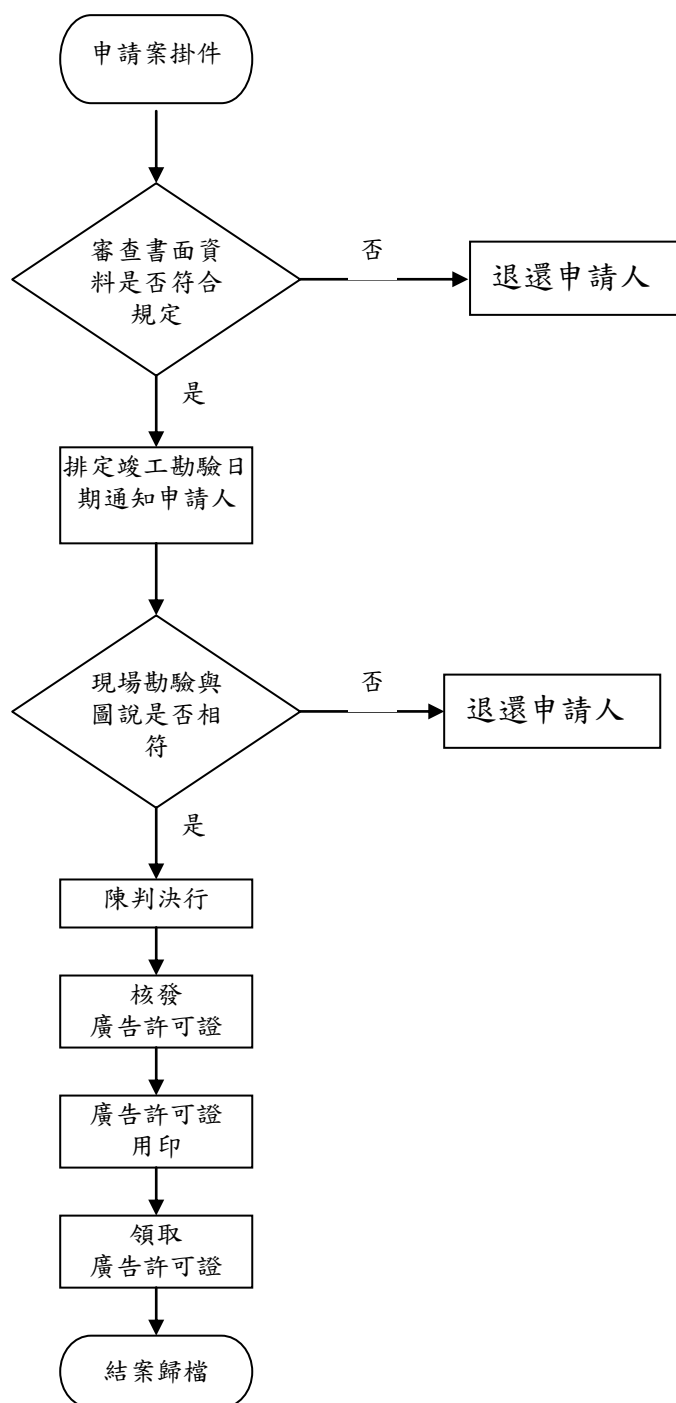 申請案掛件
審查書面資
料是否符合
規定
否
退還申請人
是
排定竣工勘驗日
期通知申請人
現場勘驗與
圖說是否相
符
否
退還申請人
是
陳判決行
核發
廣告許可證
廣告許可證
用印
領取
廣告許可證
結案歸檔